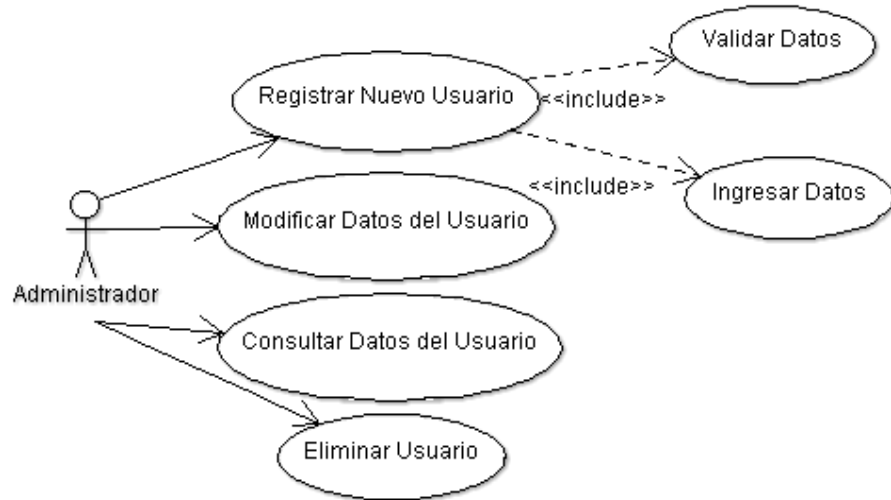 Validar Datos
Registrar Nuevo Usuario
<<include>>
<<include>>
Ingresar Datos
Modificar Datos del Usuario
Administrador
Consultar Datos del Usuario
Eliminar Usuario